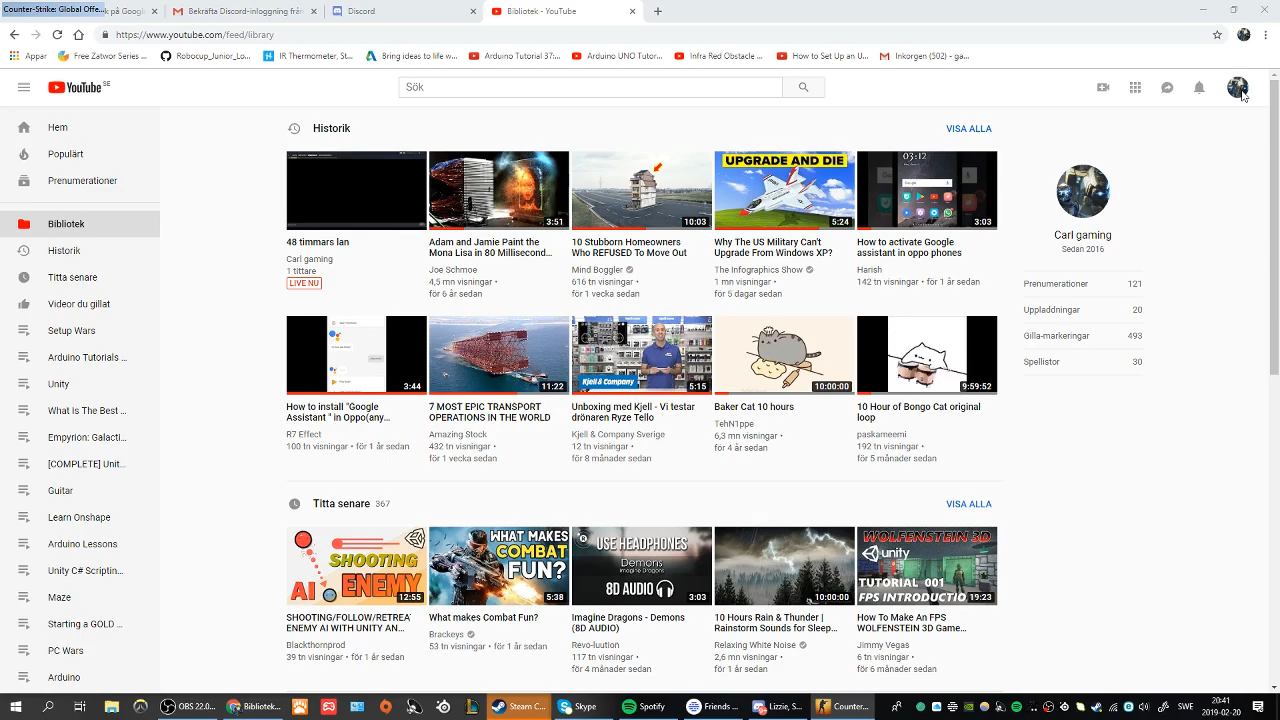 Counter-Strike: Global Offe... på Google
Bekräfta Discord-inloggning frå
Discord
Bibliotek - YouTube
https://www.youtube.com/feed/library
Appar
Free Zatwor Series ...
Robocup_Junior_Lo...
IR Thermometer, St...
Bring ideas to life w...
Arduino Tutorial 37:...
Arduino UNO Tutor...
Infra Red Obstacle ...
How to Set Up an U...
Inkorgen (502) - ga...
YouTube SE
Sök
Hem
Populärt
Prenumerationer
Bibliotek
Historik
Titta senare
Videor du gillat
Setup Wars
Arduino Tutorials ...
Unity
What Is The Best ...
Empyrion: Galacti...
[COMPLETE] Unit...
Guitar
Learn Onshape
Arduino Lessons
Unity C# Scriptin...
Maze
Starting a GOLD ...
PC Wars
Arduino
Historik
VISA ALLA
48 timmars lan
Carl gaming
1 tittare
LIVE NU
3:51
Adam and Jamie Paint the
Mona Lisa in 80 Millisecond...
Joe Schmoe
4,5 mn visningar •
för 6 år sedan
10:03
10 Stubborn Homeowners
Who REFUSED To Move Out
Mind Boggler
616 tn visningar •
för 1 vecka sedan
UPGRADE AND DIE
5:24
Why The US Military Can't
Upgrade From Windows XP?
The Infographics Show
1 mn visningar •
för 5 dagar sedan
03:12
Google
3:03
How to activate Google
assistant in oppo phones
Harish
142 tn visningar • för 1 år sedan
3:44
How to install "Google
Assistant " in Oppo(any...
R7 Effect
100 tn visningar • för 1 år sedan
11:22
7 MOST EPIC TRANSPORT
OPERATIONS IN THE WORLD
Amazing Stock
432 tn visningar •
för 1 vecka sedan
Kjell & Company
5:15
Unboxing med Kjell - Vi testar
drönaren Ryze Tello
Kjell & Company Sverige
12 tn visningar •
för 8 månader sedan
10:00:00
Baker Cat 10 hours
TehN1ppe
6,3 mn visningar •
för 4 år sedan
9:59:52
10 Hour of Bongo Cat original
loop
paskameemi
192 tn visningar •
för 5 månader sedan
Carl gaming
Sedan 2016
Prenumerationer 121
Uppladdningar 20
Gilla-markeringar 493
Spellistor 30
Titta senare 367
VISA ALLA
SHOOTING
AI ENEMY
12:55
SHOOTING/FOLLOW/RETREA
ENEMY AI WITH UNITY AN...
Blackthornprod
39 tn visningar • för 1 år sedan
WHAT MAKES
COMBAT
FUN?
5:38
What makes Combat Fun?
Brackeys
53 tn visningar • för 1 år sedan
USE HEADPHONES
Demons
Imagine Dragons
8D AUDIO
3:03
Imagine Dragons - Demons
(8D AUDIO)
Revo-luution
117 tn visningar •
för 4 månader sedan
10:00:00
10 Hours Rain & Thunder |
Rainstorm Sounds for Sleep...
Relaxing White Noise
2,6 mn visningar •
för 1 år sedan
WOLFENSTEIN 3D
unity
TUTORIAL 001
FPS INTRODUCTIO
19:23
How To Make An FPS
WOLFENSTEIN 3D Game...
Jimmy Vegas
6 tn visningar •
för 6 månader sedan
OBS 22.0...
Bibliotek...
Steam C...
Skype
Spotify
Friends ...
Lizzie, S...
Counter...
SWE
20:41
2019-02-20